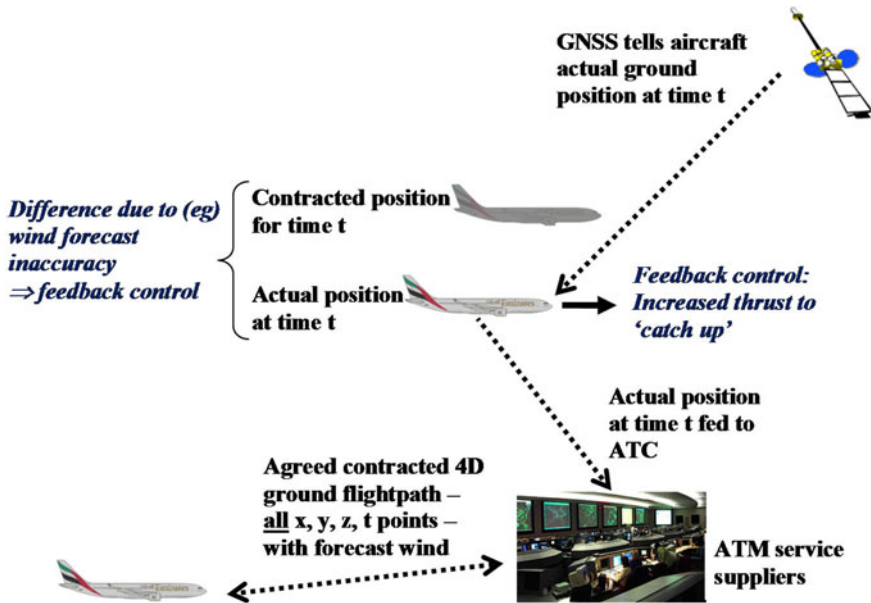 GNSS tells aircraft
actual ground
position at time t
Contracted position
for time t
Difference due to (eg)
wind forecast
inaccuracy
⇒ feedback control
Actual position
at time t
Feedback control:
Increased thrust to
‘catch up’
Actual position
at time t fed to
ATC
Agreed contracted 4D
ground flightpath –
all x, y, z, t points –
with forecast wind
ATM service
suppliers
Emirates
Emirates